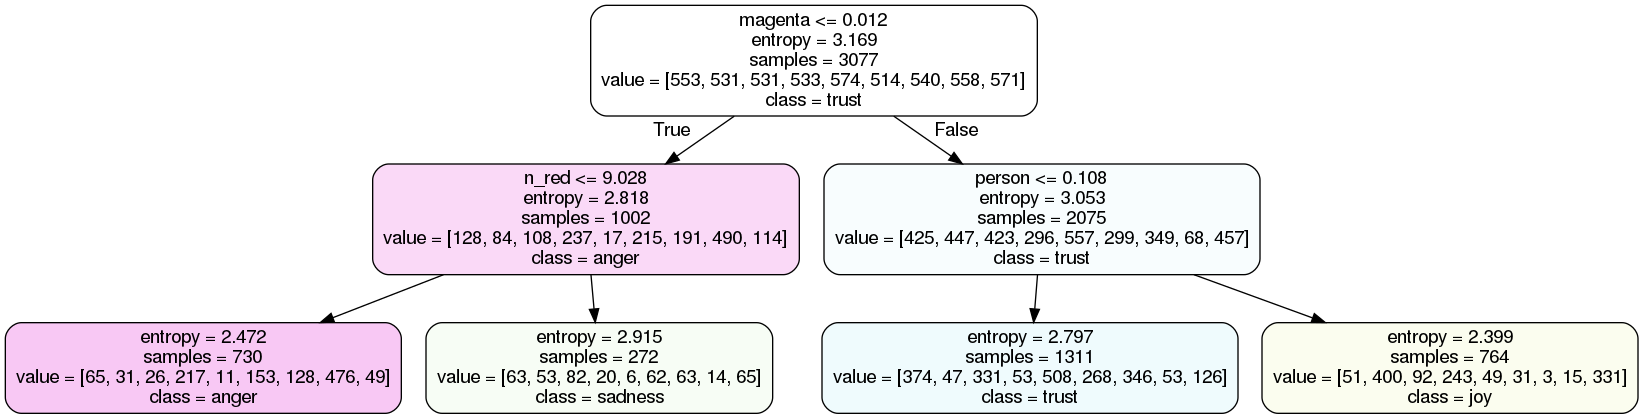 magenta <= 0.012
entropy = 3.169
samples = 3077
value = [553, 531, 531, 533, 574, 514, 540, 558, 571]
class = trust
True
False
n_red <= 9.028
entropy = 2.818
samples = 1002
value = [128, 84, 108, 237, 17, 215, 191, 490, 114]
class = anger
person <= 0.108
entropy = 3.053
samples = 2075
value = [425, 447, 423, 296, 557, 299, 349, 68, 457]
class = trust
entropy = 2.472
samples = 730
value = [65, 31, 26, 217, 11, 153, 128, 476, 49]
class = anger
entropy = 2.915
samples = 272
value = [63, 53, 82, 20, 6, 62, 63, 14, 65]
class = sadness
entropy = 2.797
samples = 1311
value = [374, 47, 331, 53, 508, 268, 346, 53, 126]
class = trust
entropy = 2.399
samples = 764
value = [51, 400, 92, 243, 49, 31, 3, 15, 331]
class = joy